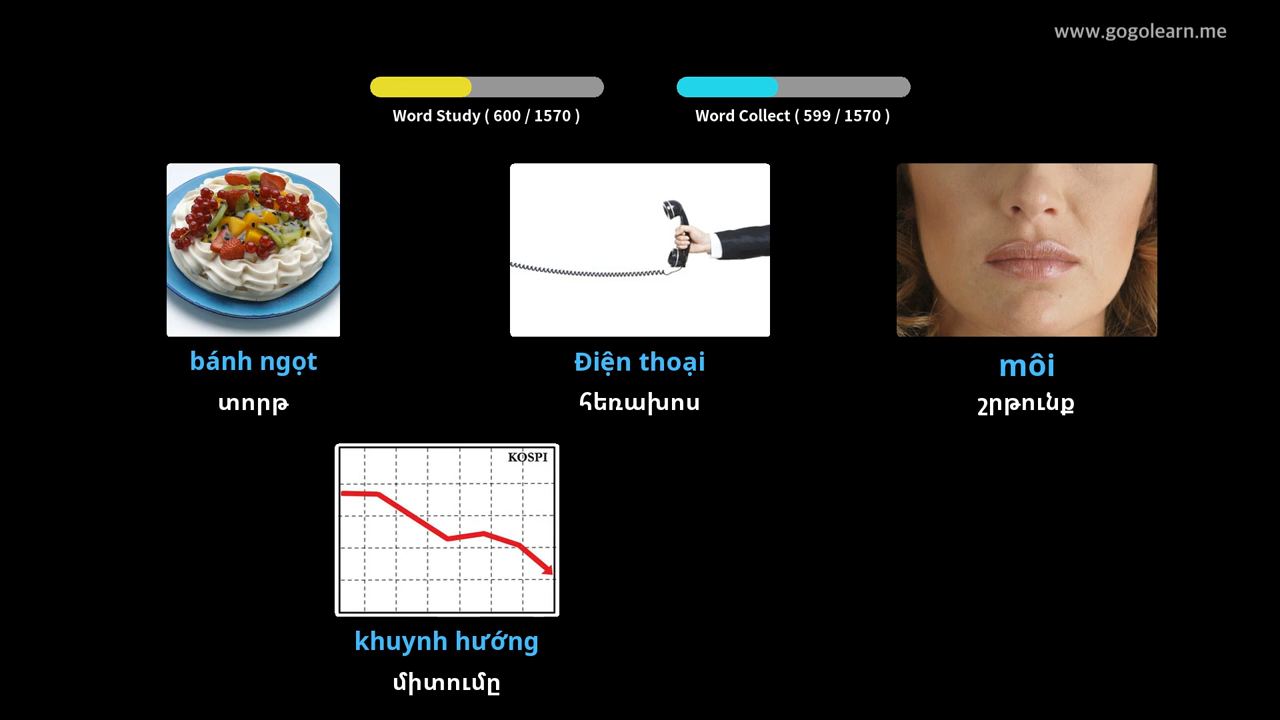 www.gogolearn.me
Word Study ( 600 / 1570 )
Word Collect ( 599 / 1570 )
bánh ngọt
տորթ
Điện thoại
հեռախոս
môi
շրթունք
KOSPI
khuynh hướng
միտումը